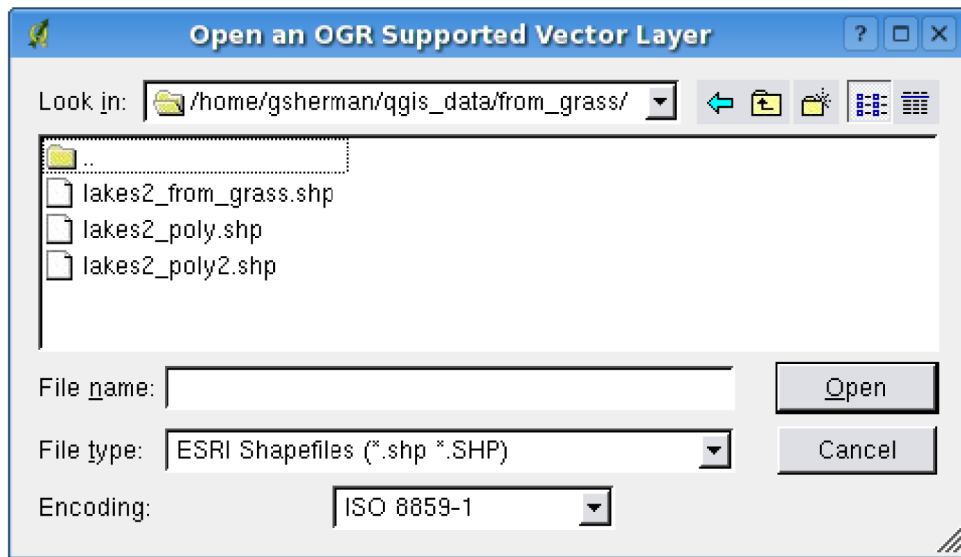 Open an OGR Supported Vector Layer
Look in: /home/gsherman/qgis_data/from_grass/
..
lakes2_from_grass.shp
lakes2_poly.shp
lakes2_poly2.shp
File name: Open
File type: ESRI Shapefiles (*.shp *.SHP) Cancel
Encoding: ISO 8859-1